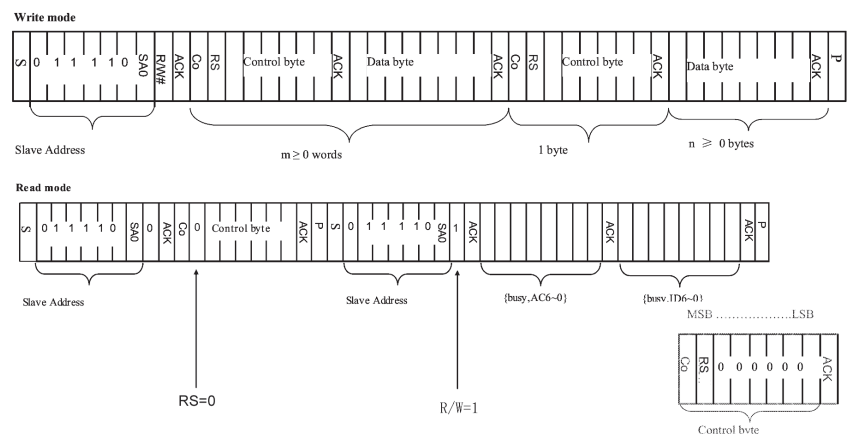 Write mode
S 0 1 1 1 1 0 SA0 R/W# ACK Co RS Control byte ACK Data byte ACK Co RS Control byte ACK Data byte ACK P
Slave Address m ≥ 0 words 1 byte n ≥ 0 bytes
Read mode
S 0 1 1 1 1 0 SA0 0 ACK Co 0 Control byte ACK P S 0 1 1 1 1 0 SA0 1 ACK ACK ACK P
Slave Address Slave Address {busy,AC6~0} {busy,ID6~0}
MSB ...................LSB
Co RS 0 0 0 0 0 0 ACK
RS=0 R/W=1
Control byte